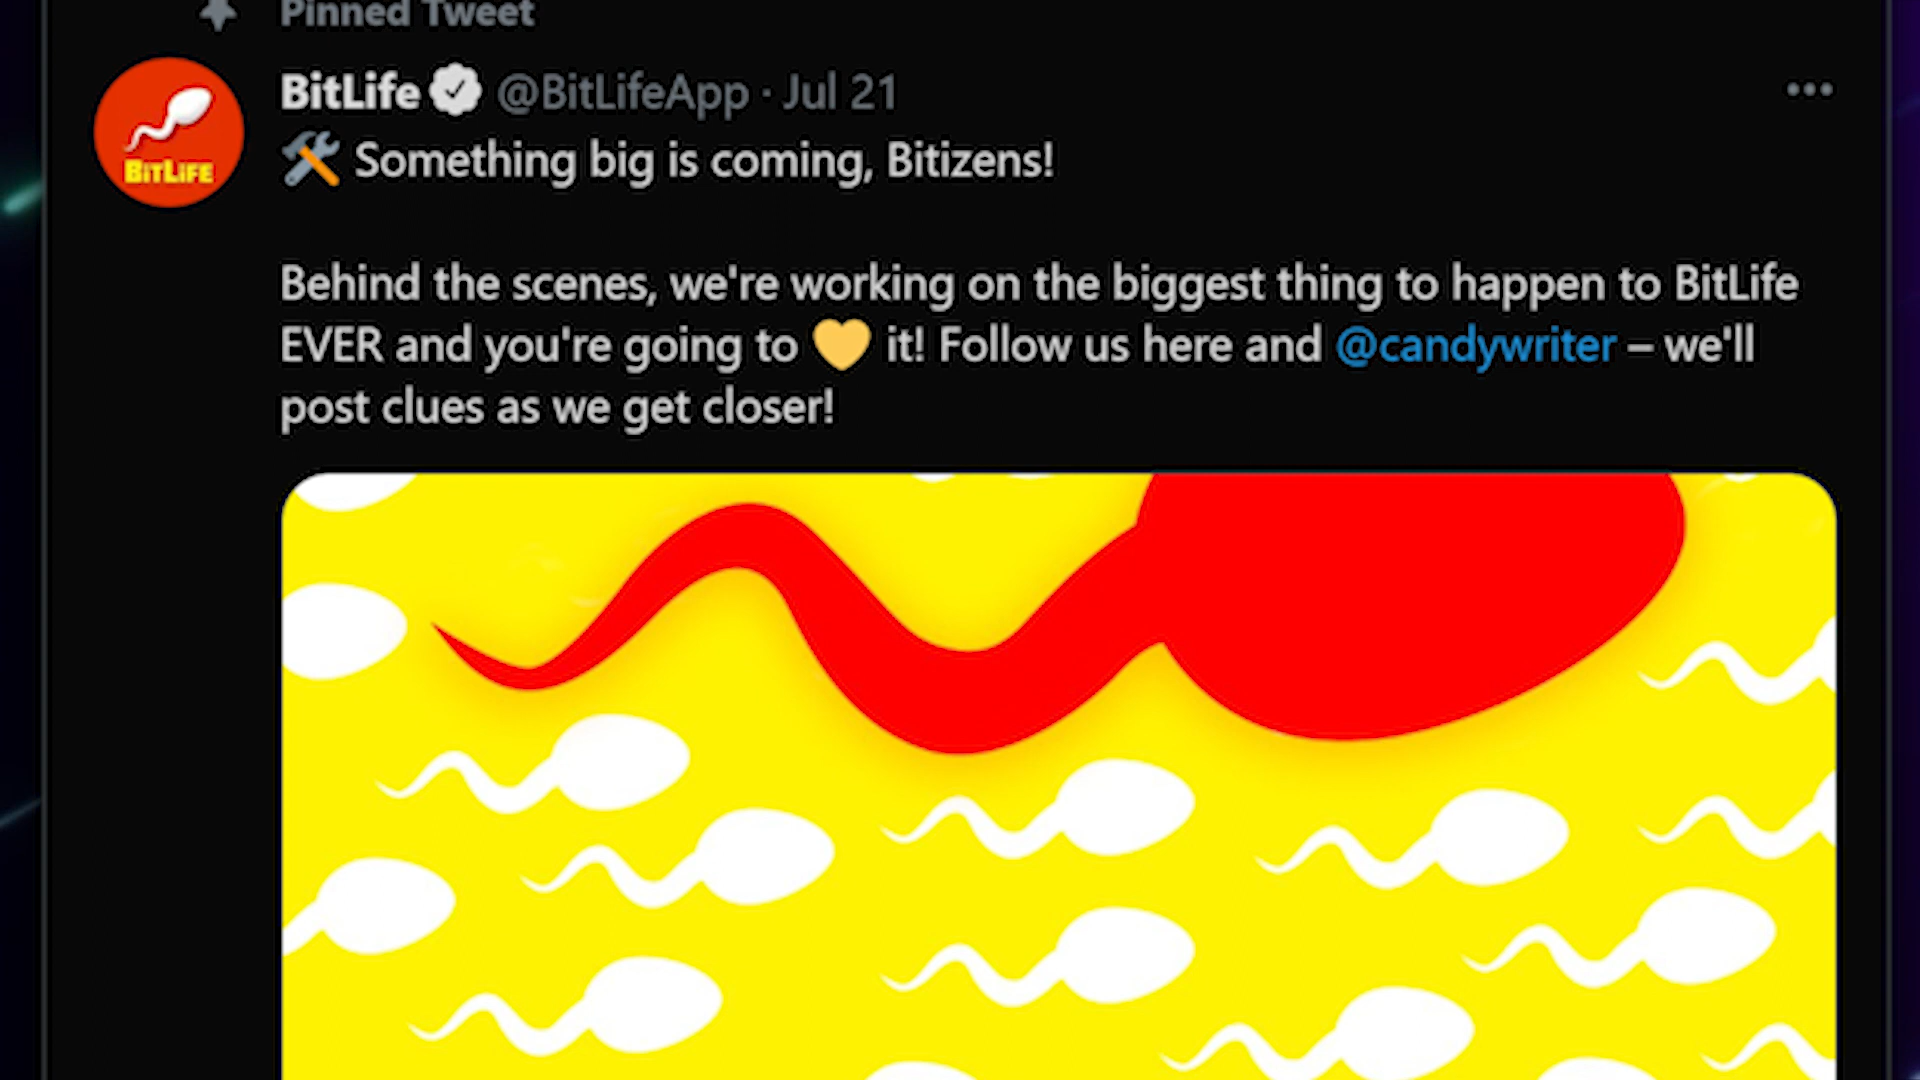 Pinned Tweet
BitLife @BitLifeApp · Jul 21
BITLIFE
🛠 Something big is coming, Bitizens!
Behind the scenes, we're working on the biggest thing to happen to BitLife
EVER and you're going to 💛 it! Follow us here and @candywriter – we'll
post clues as we get closer!